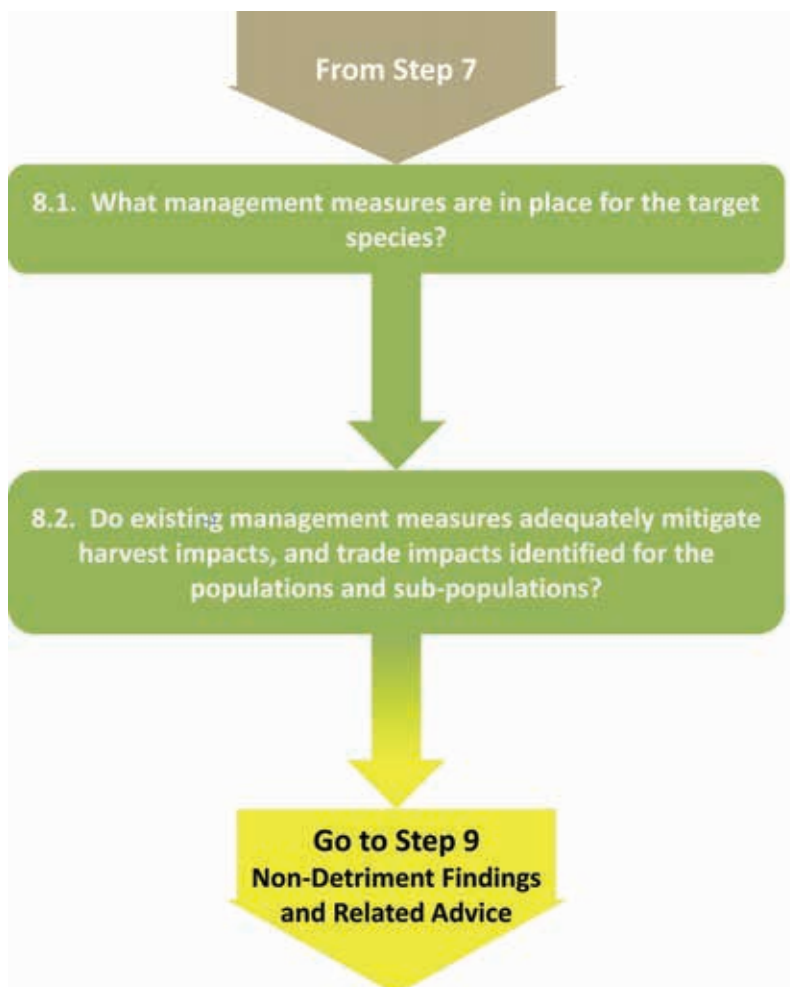 From Step 7
8.1. What management measures are in place for the target
species?
8.2. Do existing management measures adequately mitigate
harvest impacts, and trade impacts identified for the
populations and sub-populations?
Go to Step 9
Non-Detriment Findings
and Related Advice